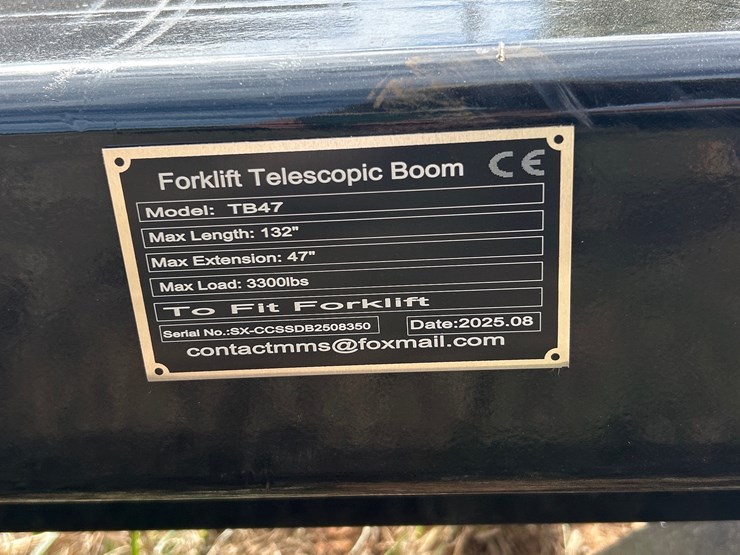 Forklift Telescopic Boom CE
Model: TB47
Max Length: 132"
Max Extension: 47"
Max Load: 3300lbs
To Fit Forklift
Serial No.:SX-CCSSDB2508350 Date:2025.08
contactmms@foxmail.com